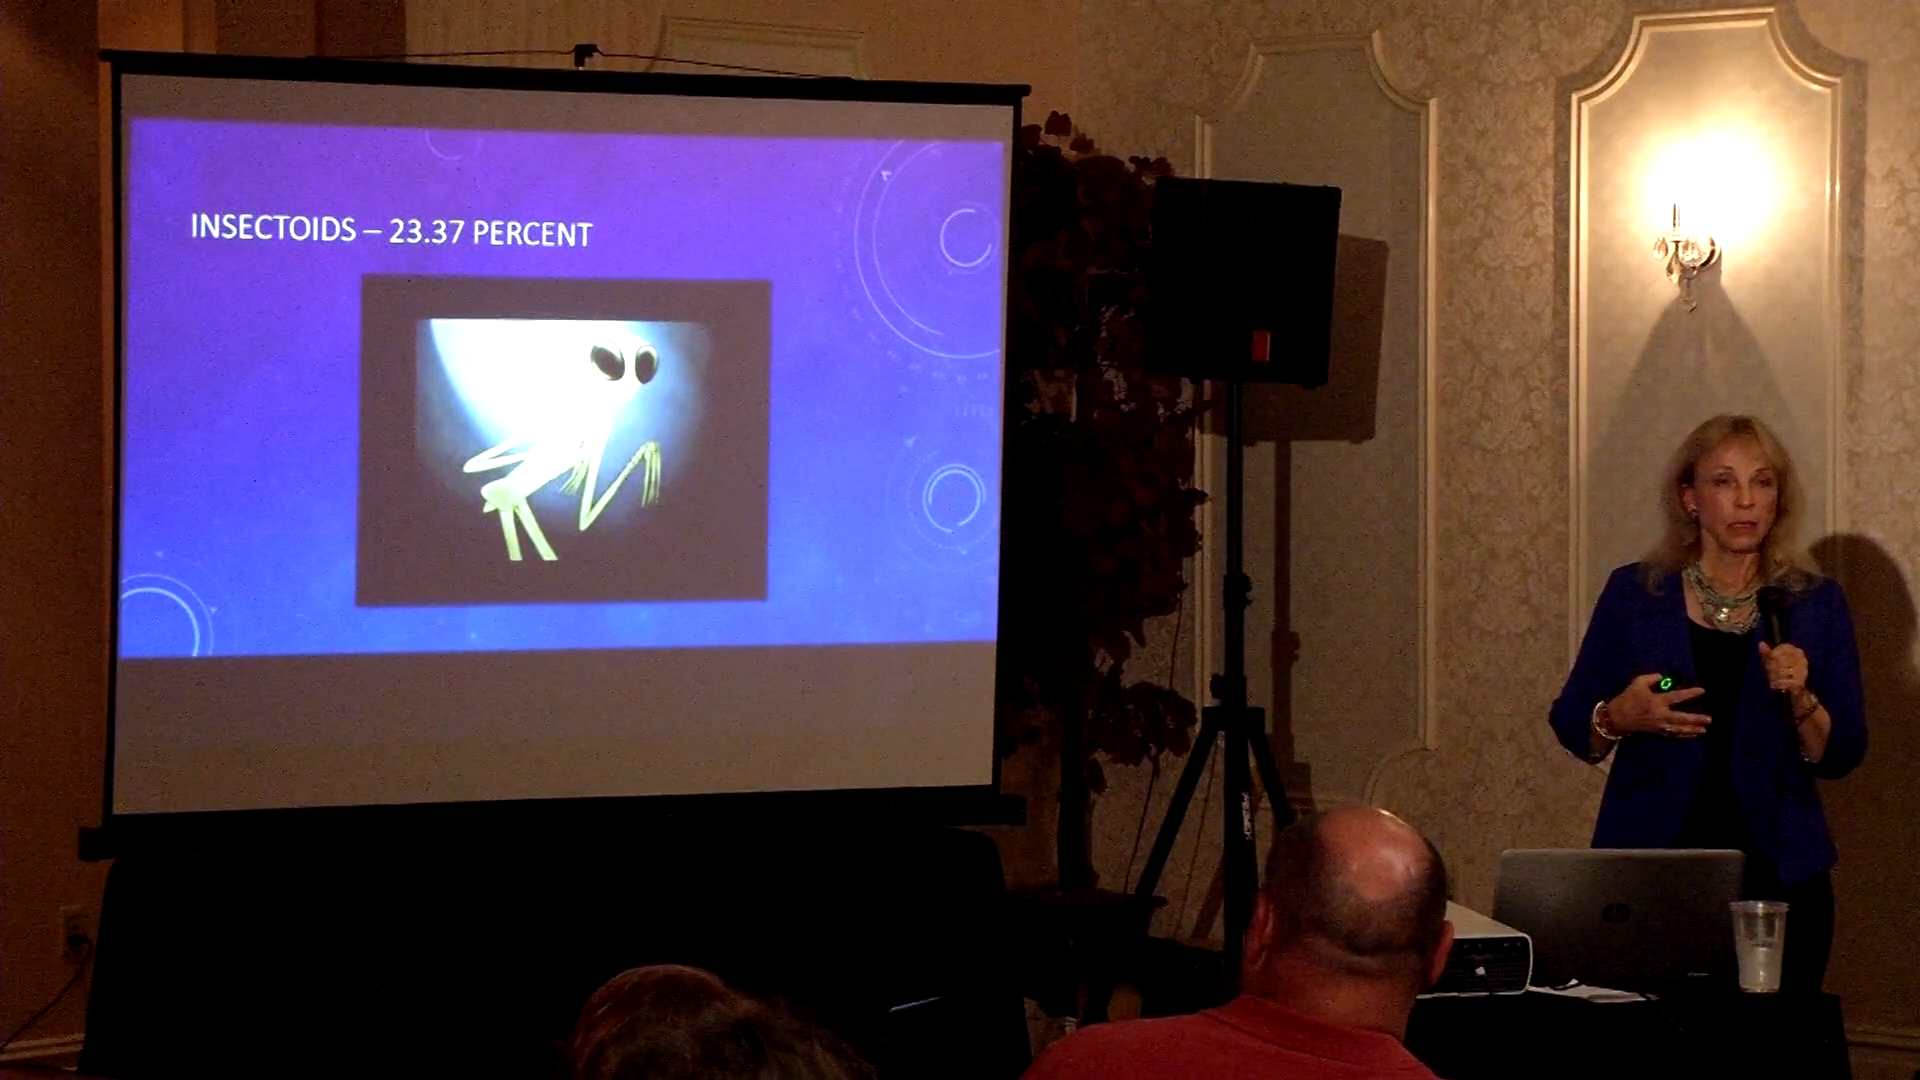 INSECTOIDS – 23.37 PERCENT